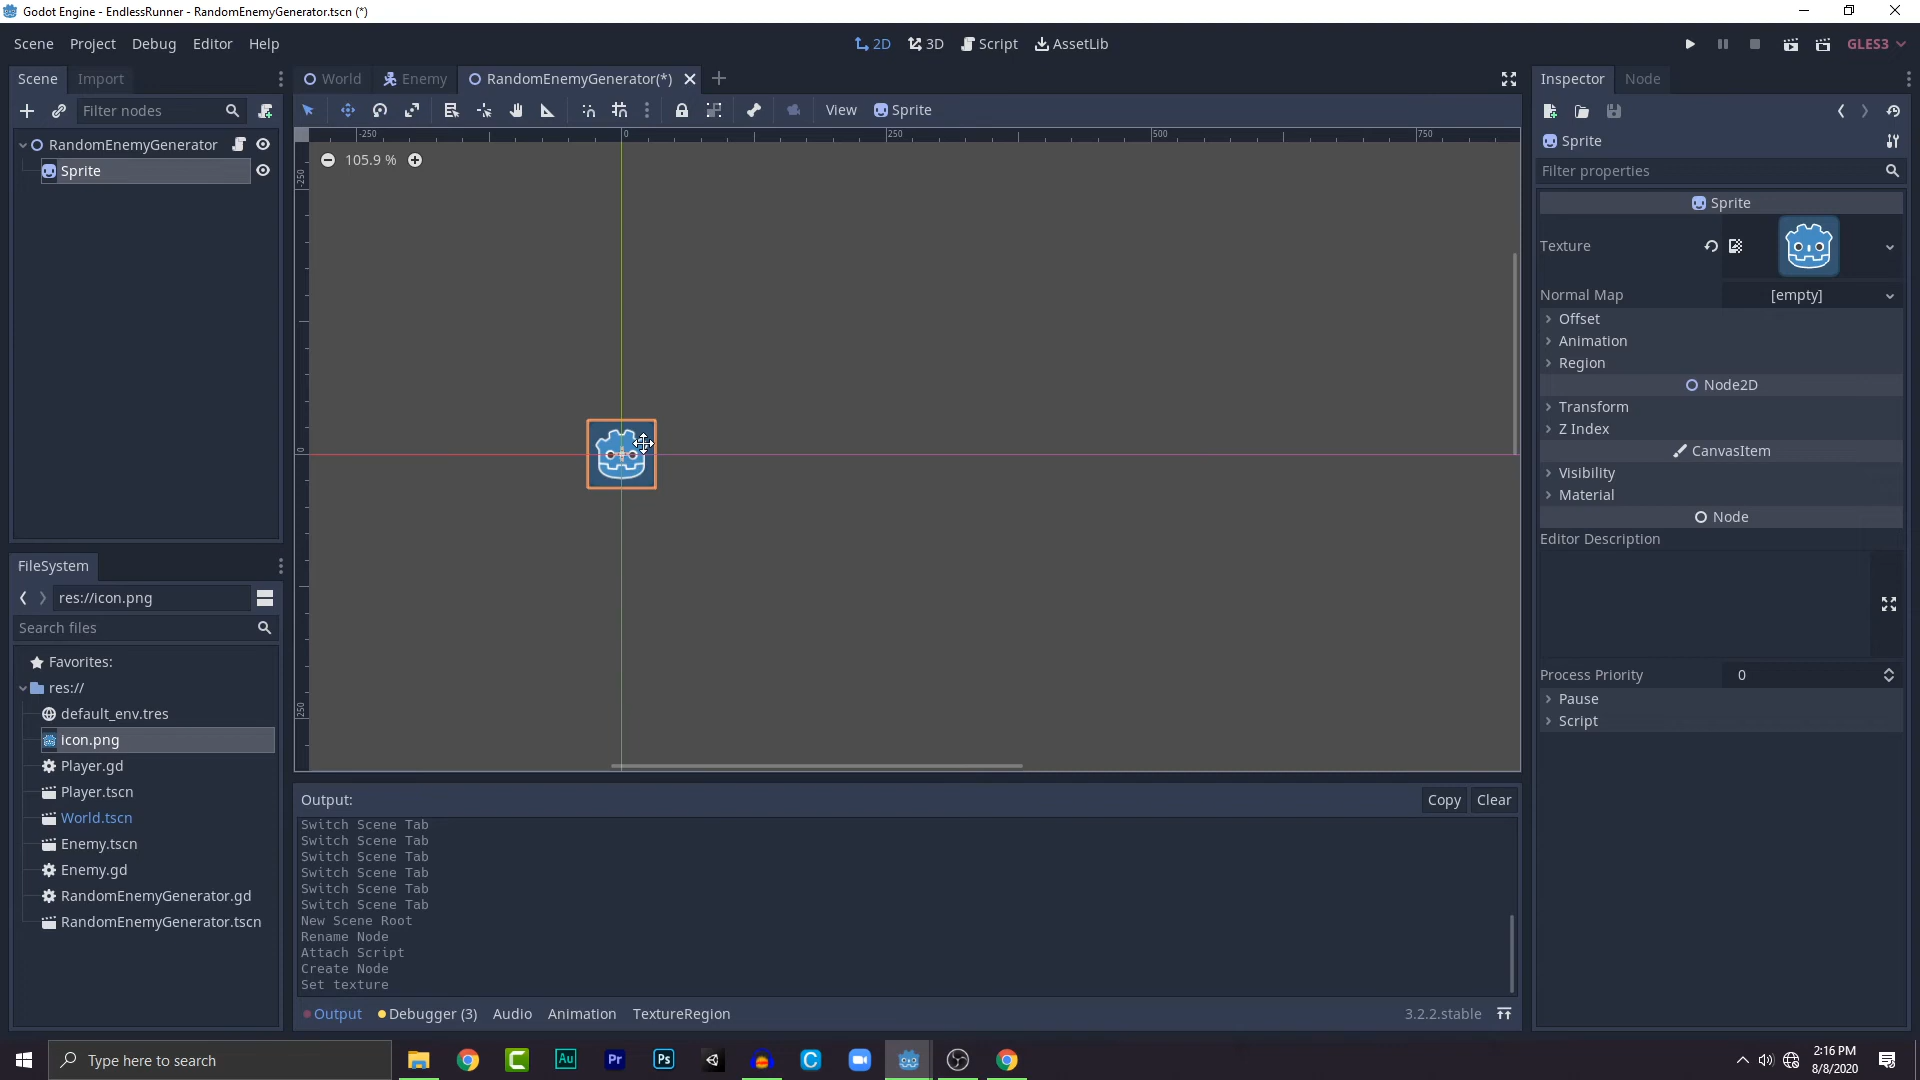 Godot Engine - EndlessRunner - RandomEnemyGenerator.tscn (*)
Scene Project Debug Editor Help
2D 3D Script AssetLib
GLES3
Scene Import
World Enemy RandomEnemyGenerator(*)
Inspector Node
Filter nodes
View Sprite
RandomEnemyGenerator
Sprite
-250 0 250 500 750
-250
0
250
105.9 %
Sprite
Filter properties
Sprite
Texture
Normal Map [empty]
Offset
Animation
Region
Node2D
Transform
Z Index
CanvasItem
Visibility
Material
Node
Editor Description
Process Priority 0
Pause
Script
FileSystem
res://icon.png
Search files
Favorites:
res://
default_env.tres
icon.png
Player.gd
Player.tscn
World.tscn
Enemy.tscn
Enemy.gd
RandomEnemyGenerator.gd
RandomEnemyGenerator.tscn
Output:
Copy Clear
Switch Scene Tab
Switch Scene Tab
Switch Scene Tab
Switch Scene Tab
Switch Scene Tab
Switch Scene Tab
New Scene Root
Rename Node
Attach Script
Create Node
Set texture
Output Debugger (3) Audio Animation TextureRegion
3.2.2.stable
Type here to search
Au Pr Ps
2:16 PM
8/8/2020